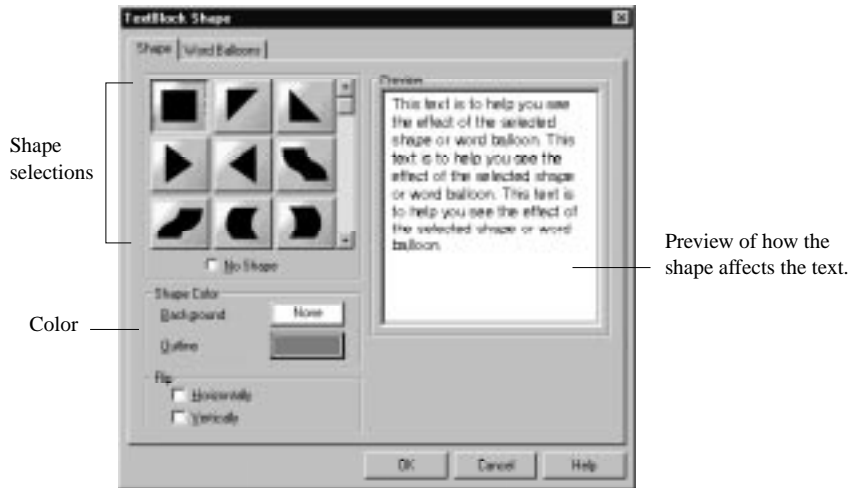 TextBlock Shape
Shape
Word Balloons
Preview
This text is to help you see
the effect of the selected
shape or word balloon. This
text is to help you see the
effect of the selected shape
or word balloon. This text is
to help you see the effect of
the selected shape or word
balloon.
No Shape
Shape Color
Background
None
Outline
Flip
Horizontally
Vertically
OK
Cancel
Help
Shape
selections
Color
Preview of how the
shape affects the text.